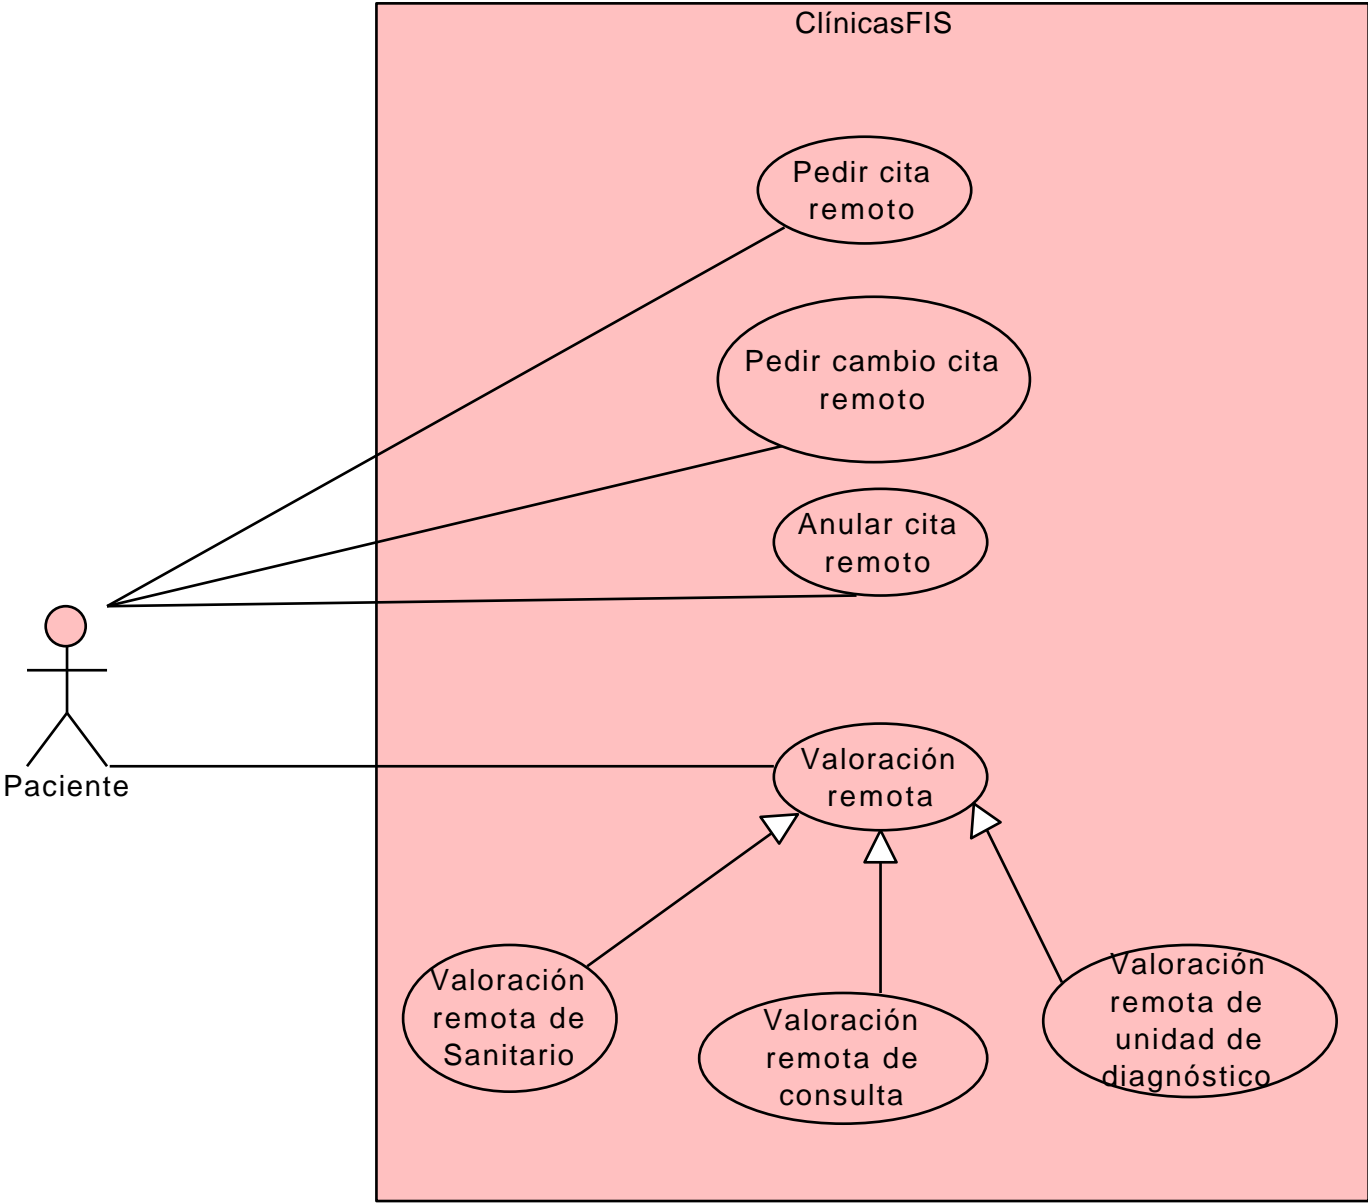 ClínicasFIS
Pedir cita
remoto
Pedir cambio cita
remoto
Anular cita
remoto
Paciente
Valoración
remota
Valoración
remota de
Sanitario
Valoración
remota de
consulta
Valoración
remota de
unidad de
diagnóstico